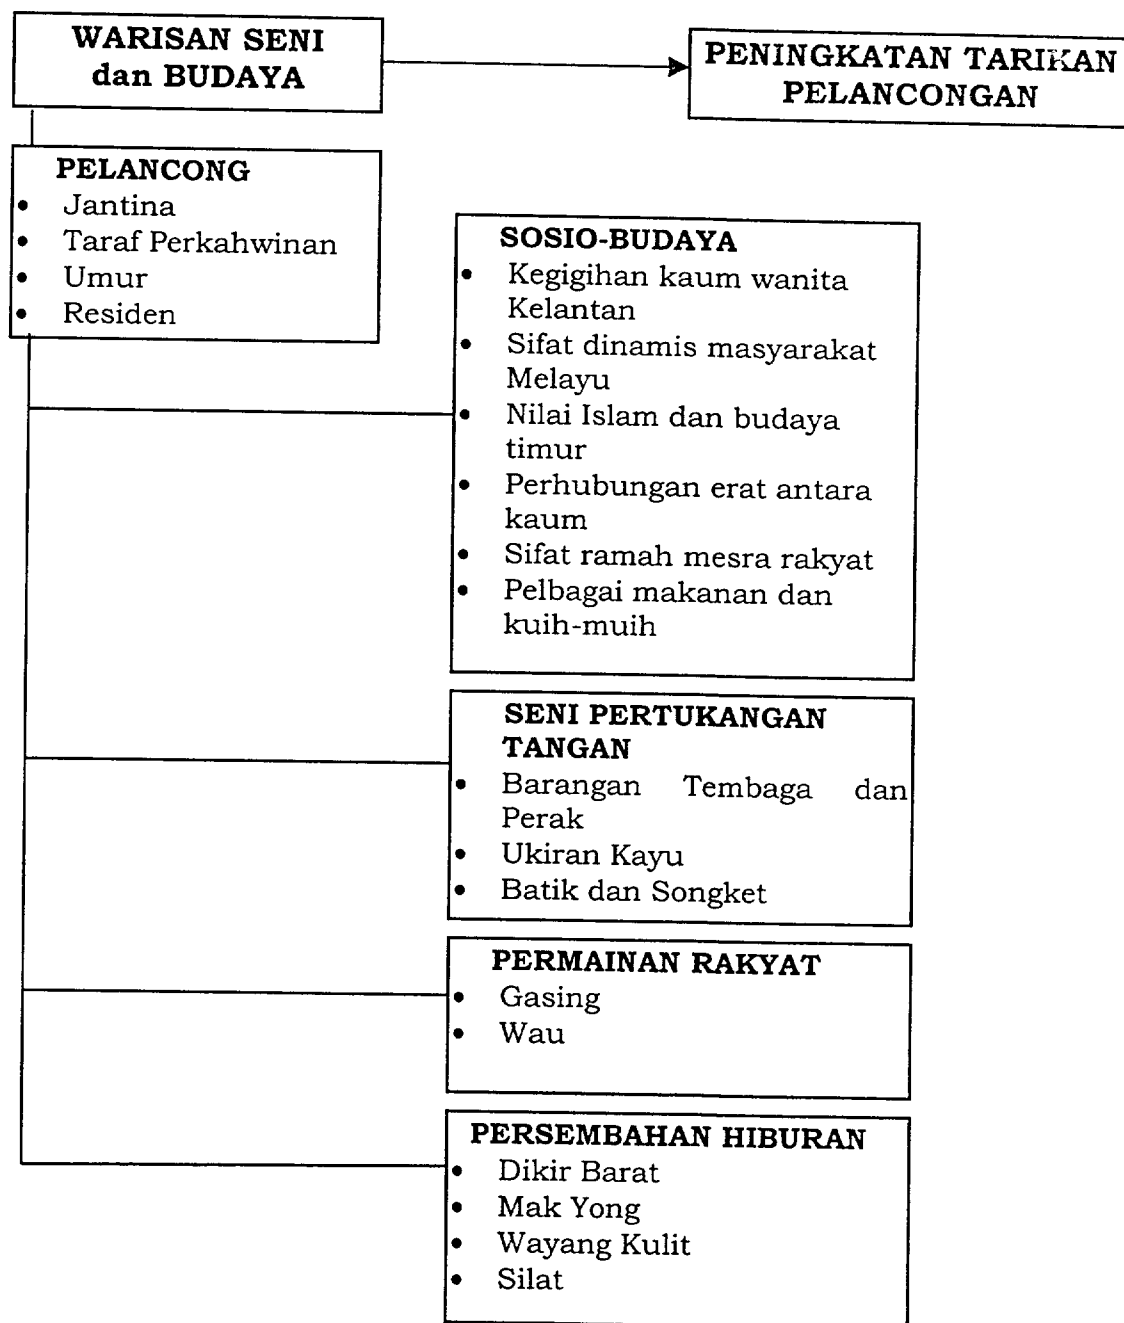 WARISAN SENI
dan BUDAYA
PENINGKATAN TARIKAN
PELANCONGAN
PELANCONG
• Jantina
• Taraf Perkahwinan
• Umur
• Residen
SOSIO-BUDAYA
• Kegigihan kaum wanita
Kelantan
• Sifat dinamis masyarakat
Melayu
• Nilai Islam dan budaya
timur
• Perhubungan erat antara
kaum
• Sifat ramah mesra rakyat
• Pelbagai makanan dan
kuih-muih
SENI PERTUKANGAN
TANGAN
• Barangan Tembaga dan
Perak
• Ukiran Kayu
• Batik dan Songket
PERMAINAN RAKYAT
• Gasing
• Wau
PERSEMBAHAN HIBURAN
• Dikir Barat
• Mak Yong
• Wayang Kulit
• Silat